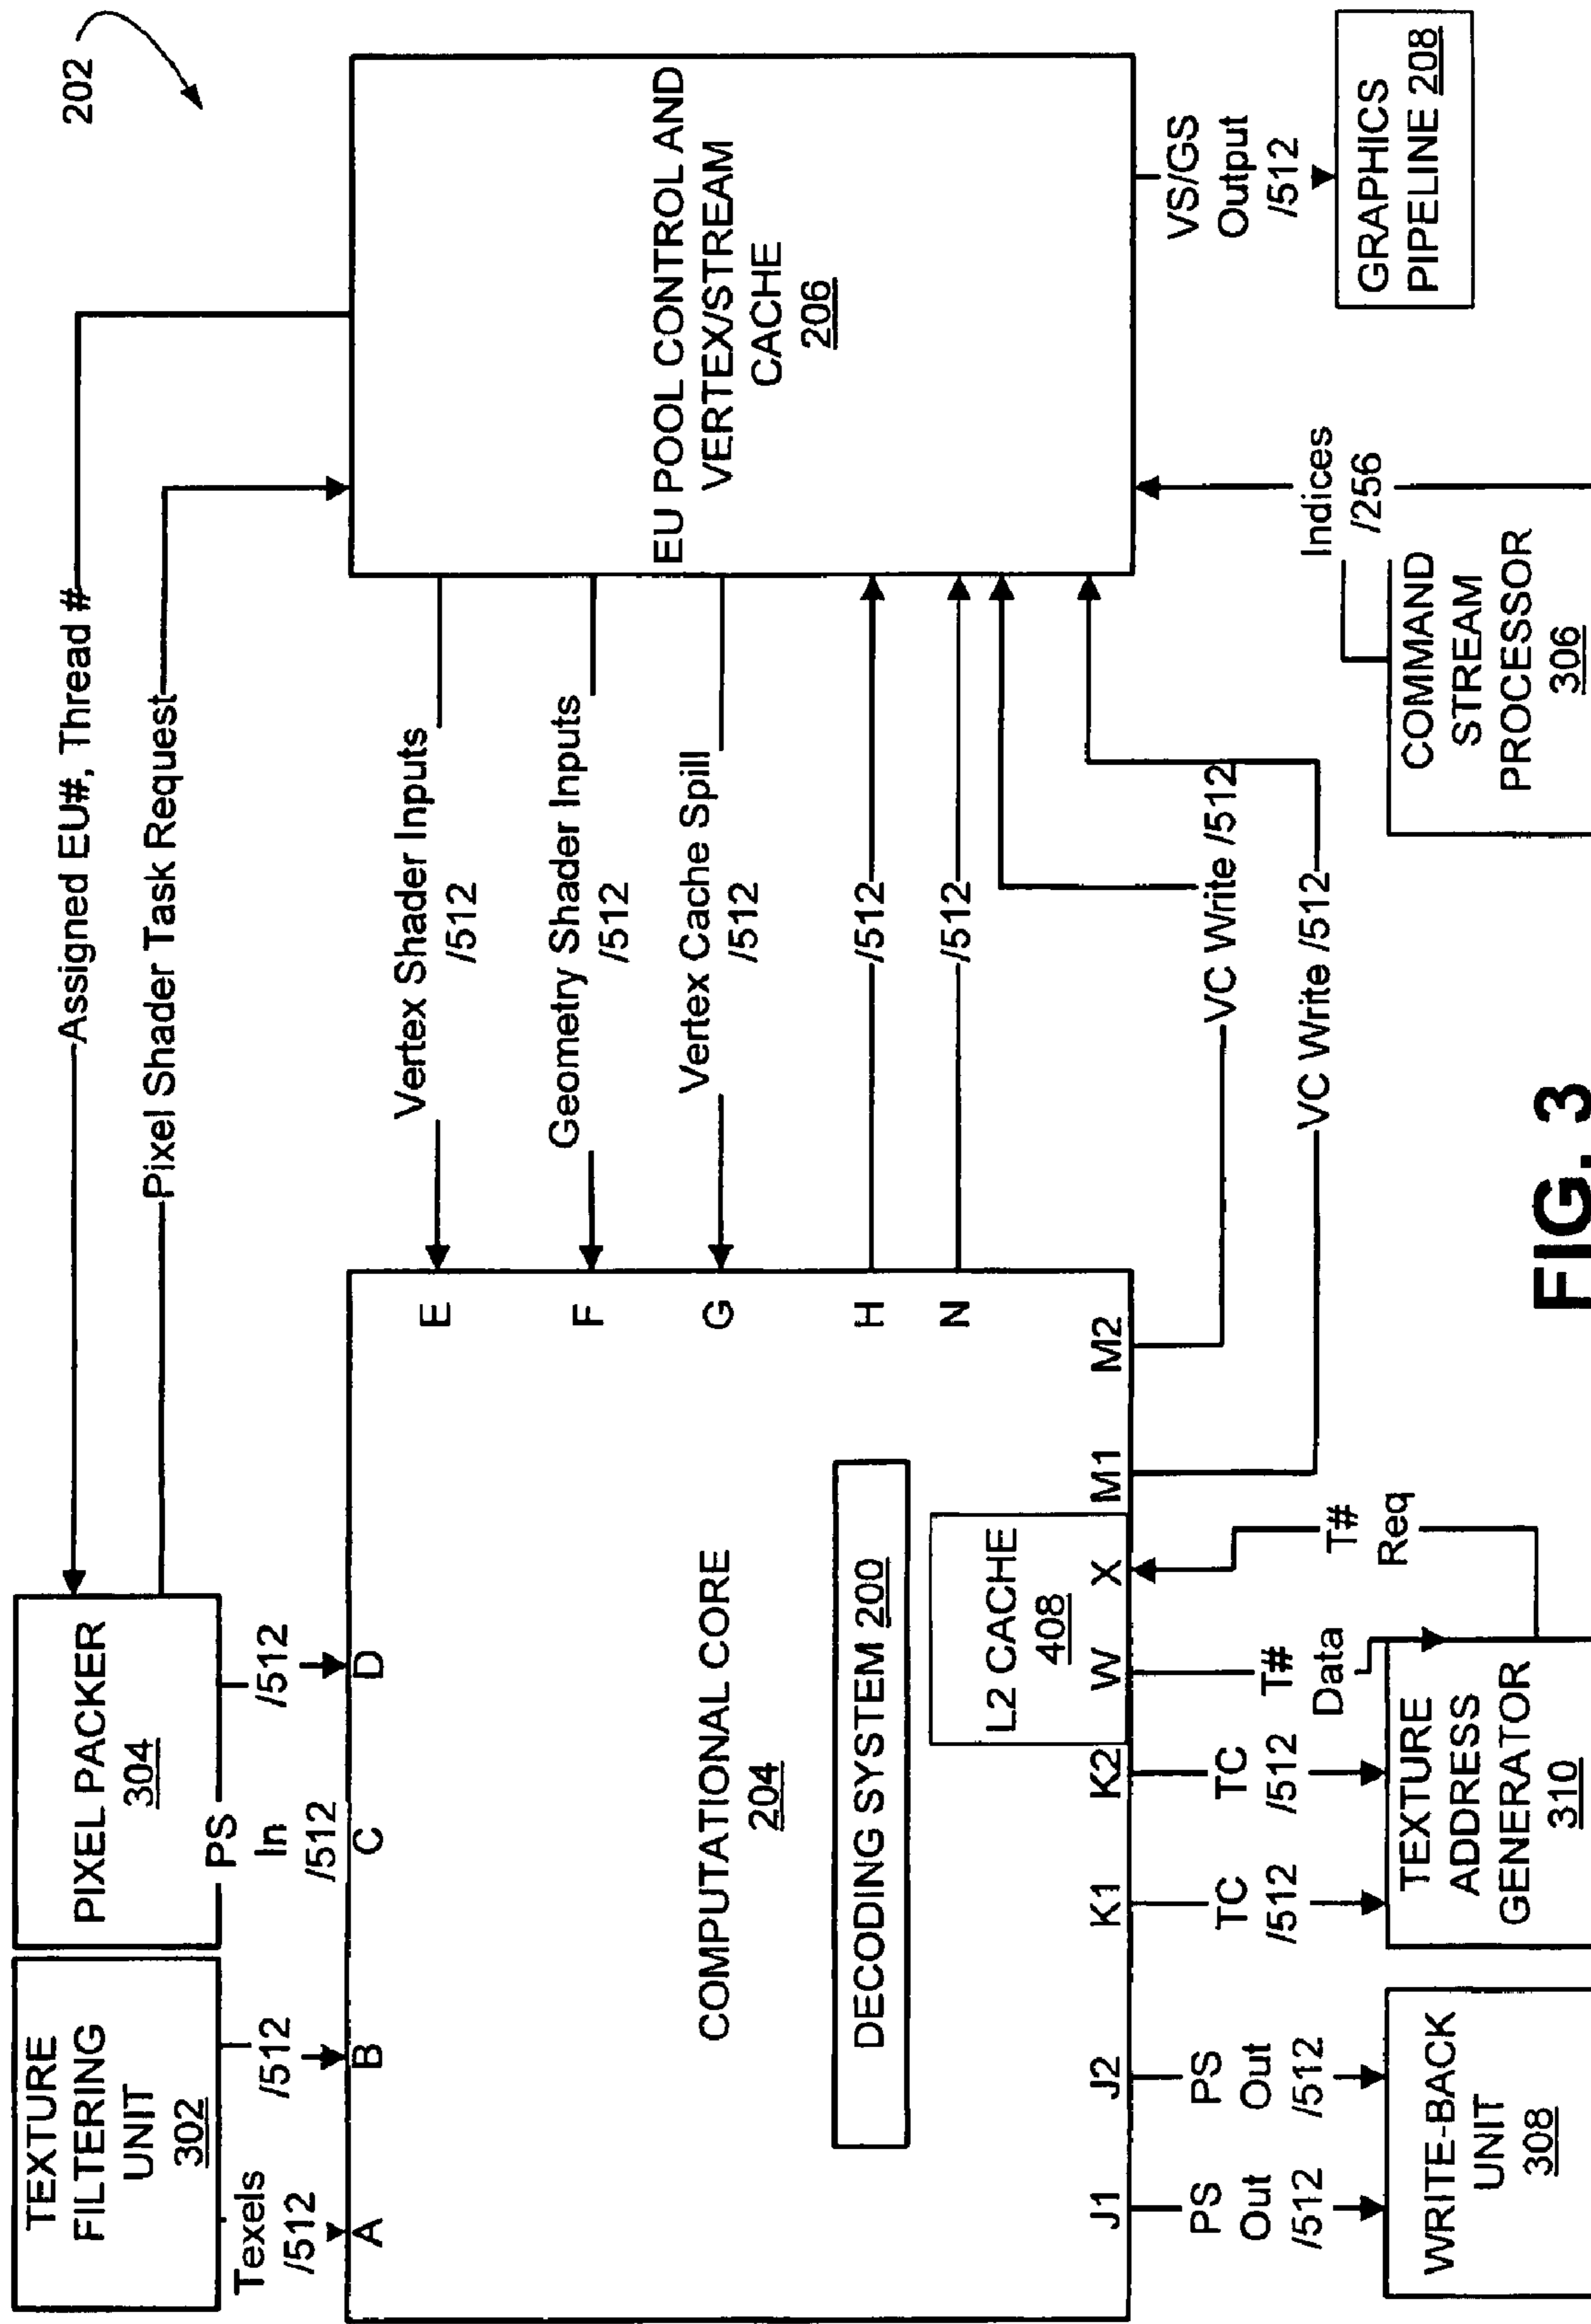 202
TEXTURE
FILTERING
UNIT
302
PIXEL PACKER
304
Assigned EU#, Thread #
Pixel Shader Task Request
Texels
/512
/512
PS
In
/512
/512
A
B
C
D
COMPUTATIONAL CORE
204
DECODING SYSTEM 200
L2 CACHE
408
E
F
G
H
N
Vertex Shader Inputs
/512
Geometry Shader Inputs
/512
Vertex Cache Spill
/512
/512
/512
EU POOL CONTROL AND
VERTEX/STREAM
CACHE
206
J1
J2
K1
K2
W
X
M1
M2
PS
Out
/512
PS
Out
/512
TC
/512
TC
/512
T#
Data
T#
Req
VC Write /512
VC Write /512
Indices
/256
VS/GS
Output
/512
WRITE-BACK
UNIT
308
TEXTURE
ADDRESS
GENERATOR
310
COMMAND
STREAM
PROCESSOR
306
GRAPHICS
PIPELINE 208
FIG. 3